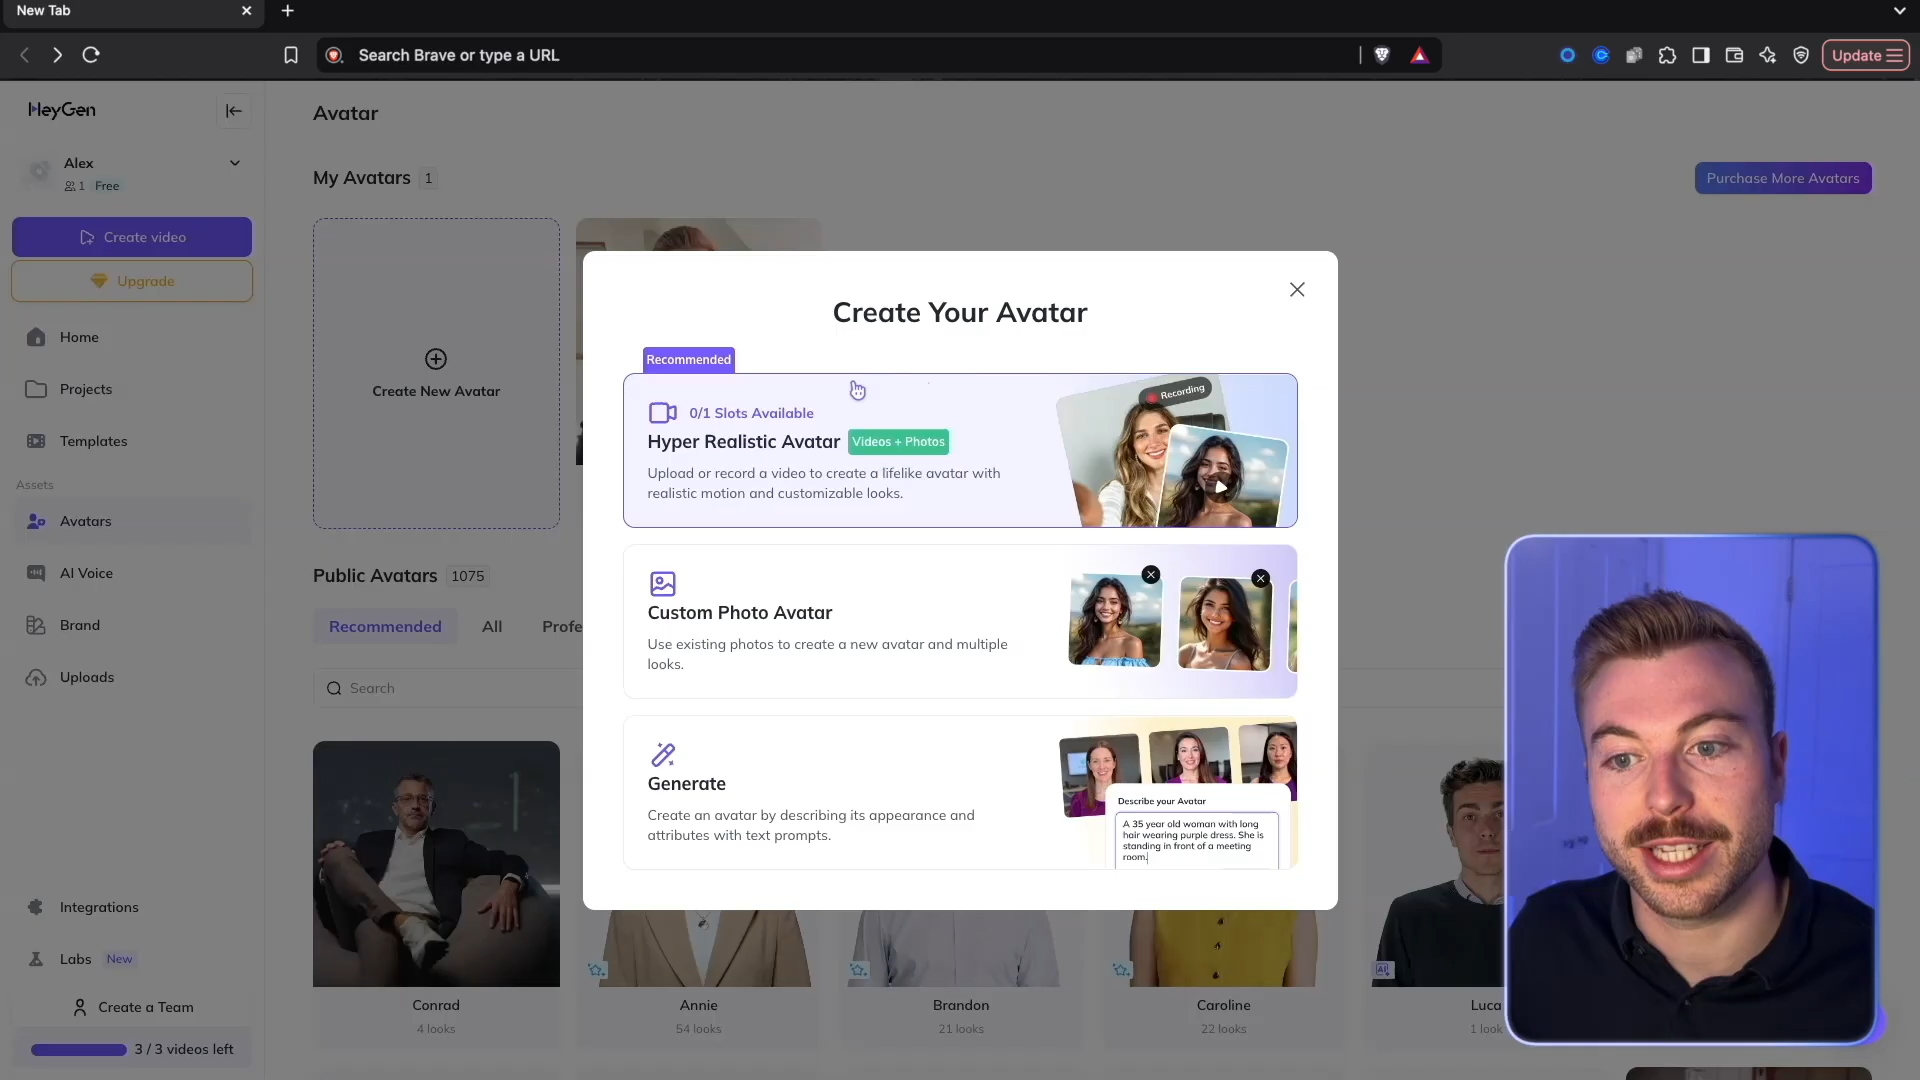 New Tab
Search Brave or type a URL
Update
HeyGen
Alex
1 Free
Create video
Upgrade
Home
Projects
Templates
Assets
Avatars
AI Voice
Brand
Uploads
Integrations
Labs New
Create a Team
3 / 3 videos left
Avatar
My Avatars 1
Purchase More Avatars
Create New Avatar
Public Avatars 1075
Recommended
All
Profe
Search
Create Your Avatar
Recommended
0/1 Slots Available
Hyper Realistic Avatar
Videos + Photos
Upload or record a video to create a lifelike avatar with
realistic motion and customizable looks.
Recording
Custom Photo Avatar
Use existing photos to create a new avatar and multiple
looks.
Generate
Create an avatar by describing its appearance and
attributes with text prompts.
Describe your Avatar
A 35 year old woman with long
hair wearing purple dress. She is
standing in front of a meeting
room.
Conrad
4 looks
Annie
54 looks
Brandon
21 looks
Caroline
22 looks
AI
Luca
1 look